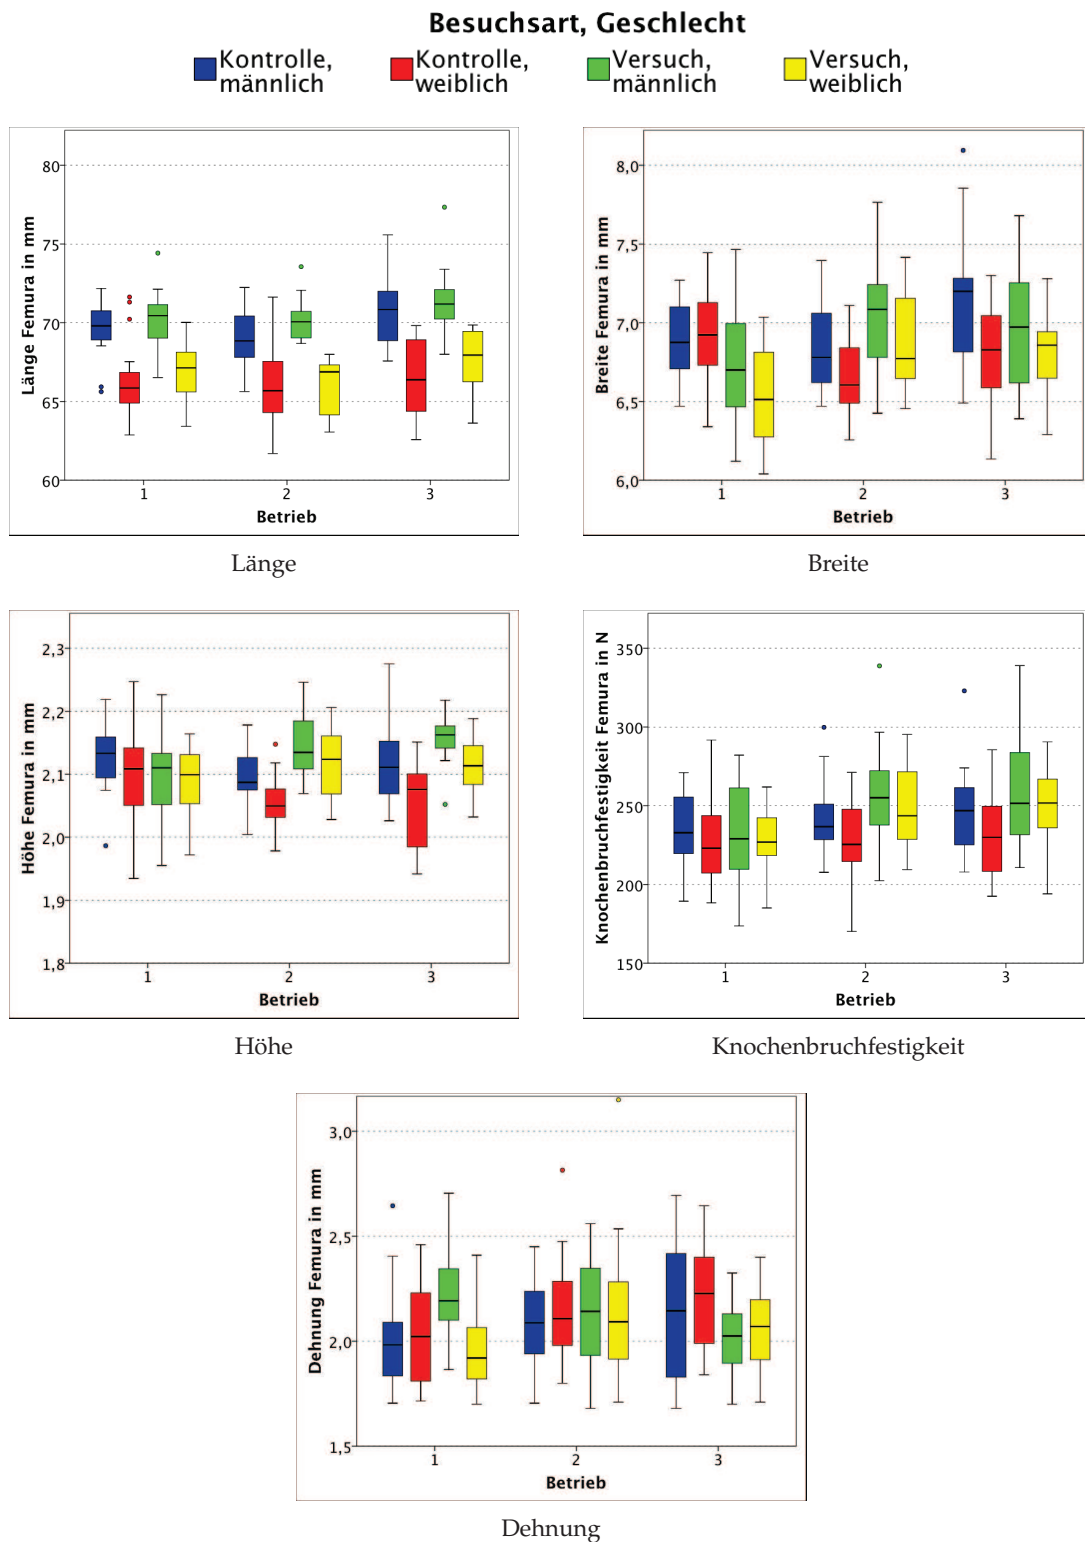 Besuchsart, Geschlecht
Kontrolle, männlich
Kontrolle, weiblich
Versuch, männlich
Versuch, weiblich
Länge Femura in mm
80
75
70
65
60
1 2 3
Betrieb
Länge
Breite Femura in mm
8,0
7,5
7,0
6,5
6,0
1 2 3
Betrieb
Breite
Höhe Femura in mm
2,3
2,2
2,1
2,0
1,9
1,8
1 2 3
Betrieb
Höhe
Knochenbruchfestigkeit Femura in N
350
300
250
200
150
1 2 3
Betrieb
Knochenbruchfestigkeit
Dehnung Femura in mm
3,0
2,5
2,0
1,5
1 2 3
Betrieb
Dehnung